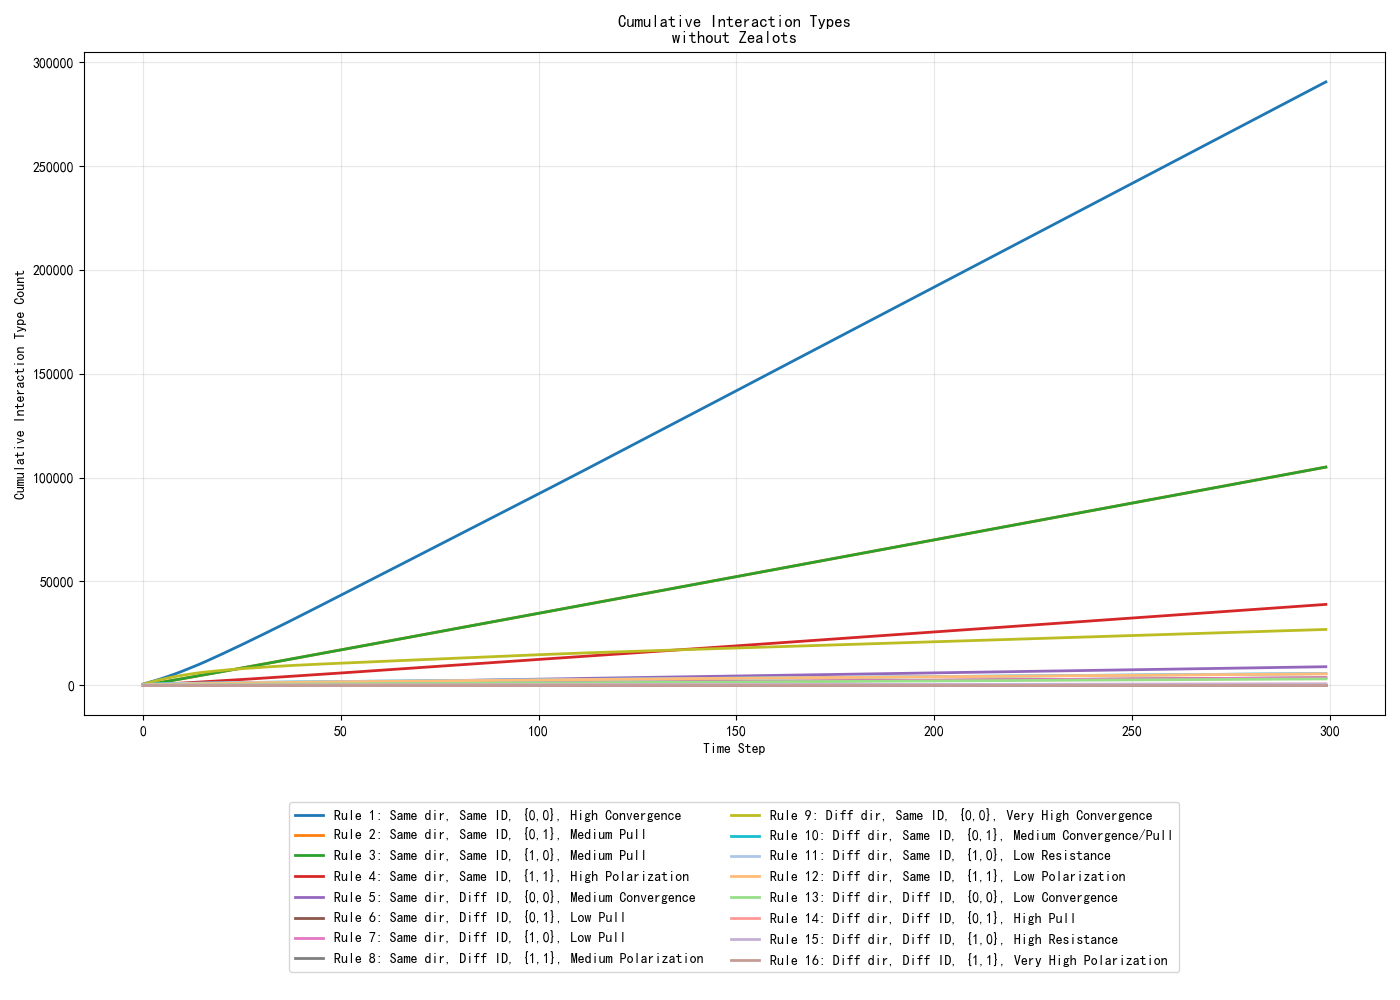 Cumulative Interaction Types
without Zealots
Cumulative Interaction Type Count
300000
250000
200000
150000
100000
50000
0
0 50 100 150 200 250 300
Time Step
Rule 1: Same dir, Same ID, {0,0}, High Convergence
Rule 2: Same dir, Same ID, {0,1}, Medium Pull
Rule 3: Same dir, Same ID, {1,0}, Medium Pull
Rule 4: Same dir, Same ID, {1,1}, High Polarization
Rule 5: Same dir, Diff ID, {0,0}, Medium Convergence
Rule 6: Same dir, Diff ID, {0,1}, Low Pull
Rule 7: Same dir, Diff ID, {1,0}, Low Pull
Rule 8: Same dir, Diff ID, {1,1}, Medium Polarization
Rule 9: Diff dir, Same ID, {0,0}, Very High Convergence
Rule 10: Diff dir, Same ID, {0,1}, Medium Convergence/Pull
Rule 11: Diff dir, Same ID, {1,0}, Low Resistance
Rule 12: Diff dir, Same ID, {1,1}, Low Polarization
Rule 13: Diff dir, Diff ID, {0,0}, Low Convergence
Rule 14: Diff dir, Diff ID, {0,1}, High Pull
Rule 15: Diff dir, Diff ID, {1,0}, High Resistance
Rule 16: Diff dir, Diff ID, {1,1}, Very High Polarization